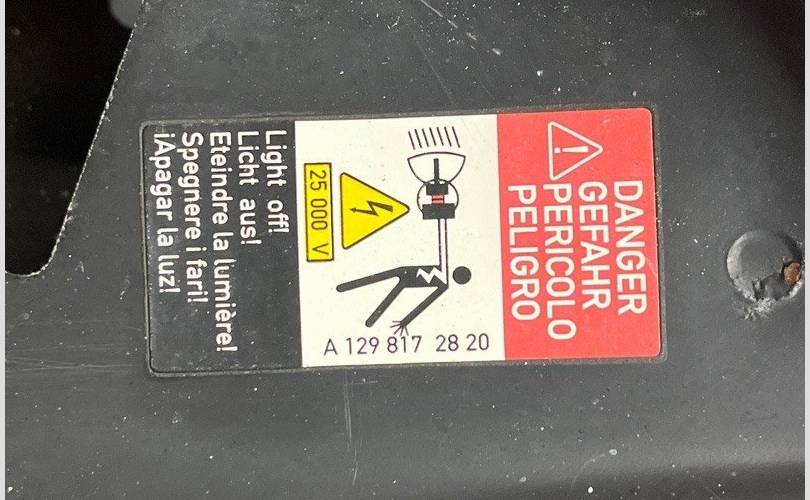 DANGER
GEFAHR
PERICOLO
PELIGRO
25 000 V
A 129 817 28 20
Light off!
Licht aus!
Eteindre la lumière!
Spegnere i fari!
¡Apagar la luz!